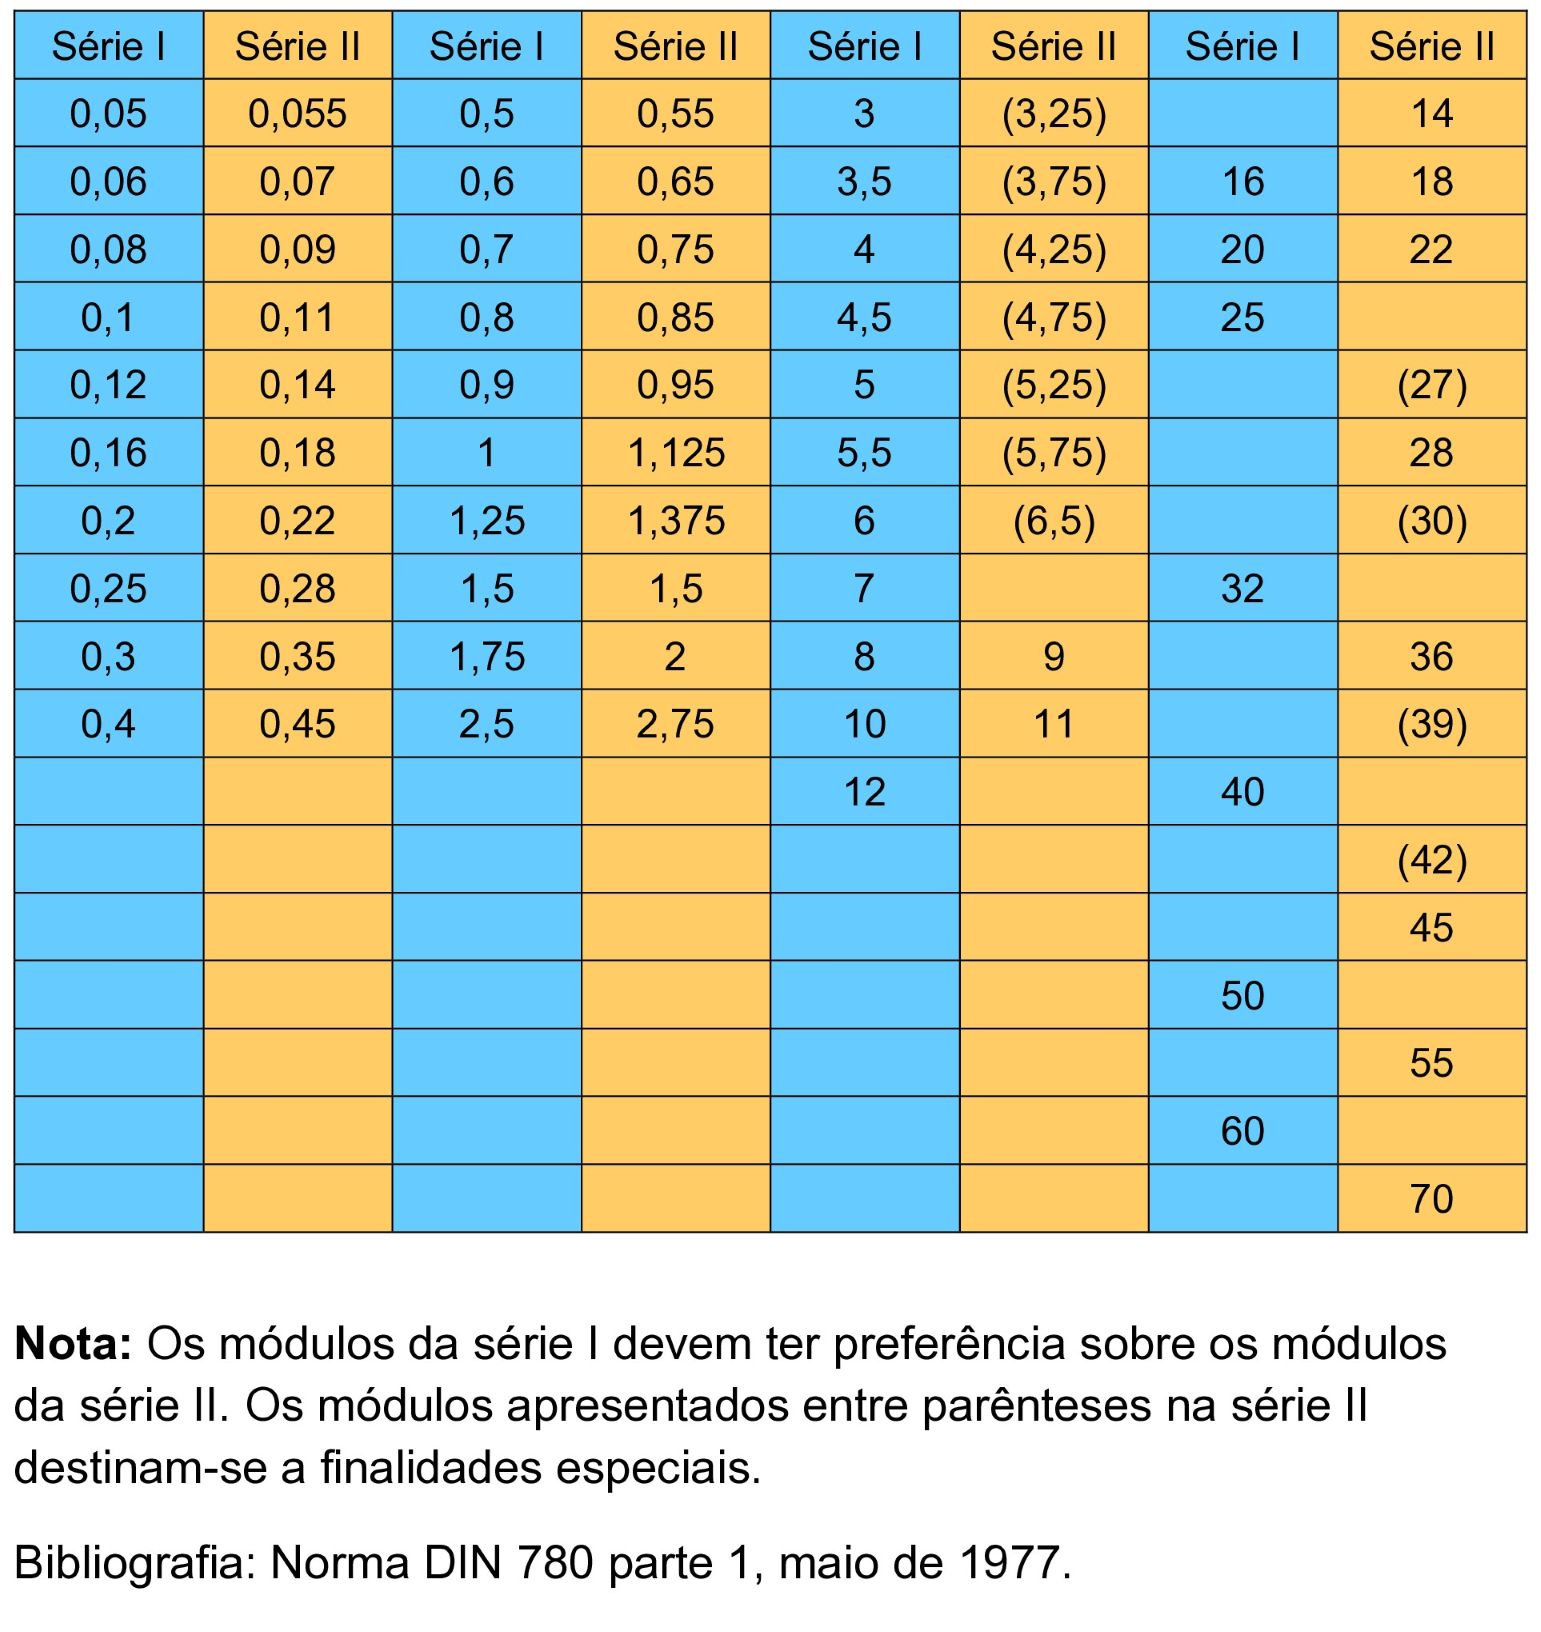 Série I Série II Série I Série II Série I Série II Série I Série II
0,05 0,055 0,5 0,55 3 (3,25) 14
0,06 0,07 0,6 0,65 3,5 (3,75) 16 18
0,08 0,09 0,7 0,75 4 (4,25) 20 22
0,1 0,11 0,8 0,85 4,5 (4,75) 25
0,12 0,14 0,9 0,95 5 (5,25) (27)
0,16 0,18 1 1,125 5,5 (5,75) 28
0,2 0,22 1,25 1,375 6 (6,5) (30)
0,25 0,28 1,5 1,5 7 32
0,3 0,35 1,75 2 8 9 36
0,4 0,45 2,5 2,75 10 11 (39)
12 40
(42)
45
50
55
60
70
Nota: Os módulos da série I devem ter preferência sobre os módulos
da série II. Os módulos apresentados entre parênteses na série II
destinam-se a finalidades especiais.
Bibliografia: Norma DIN 780 parte 1, maio de 1977.